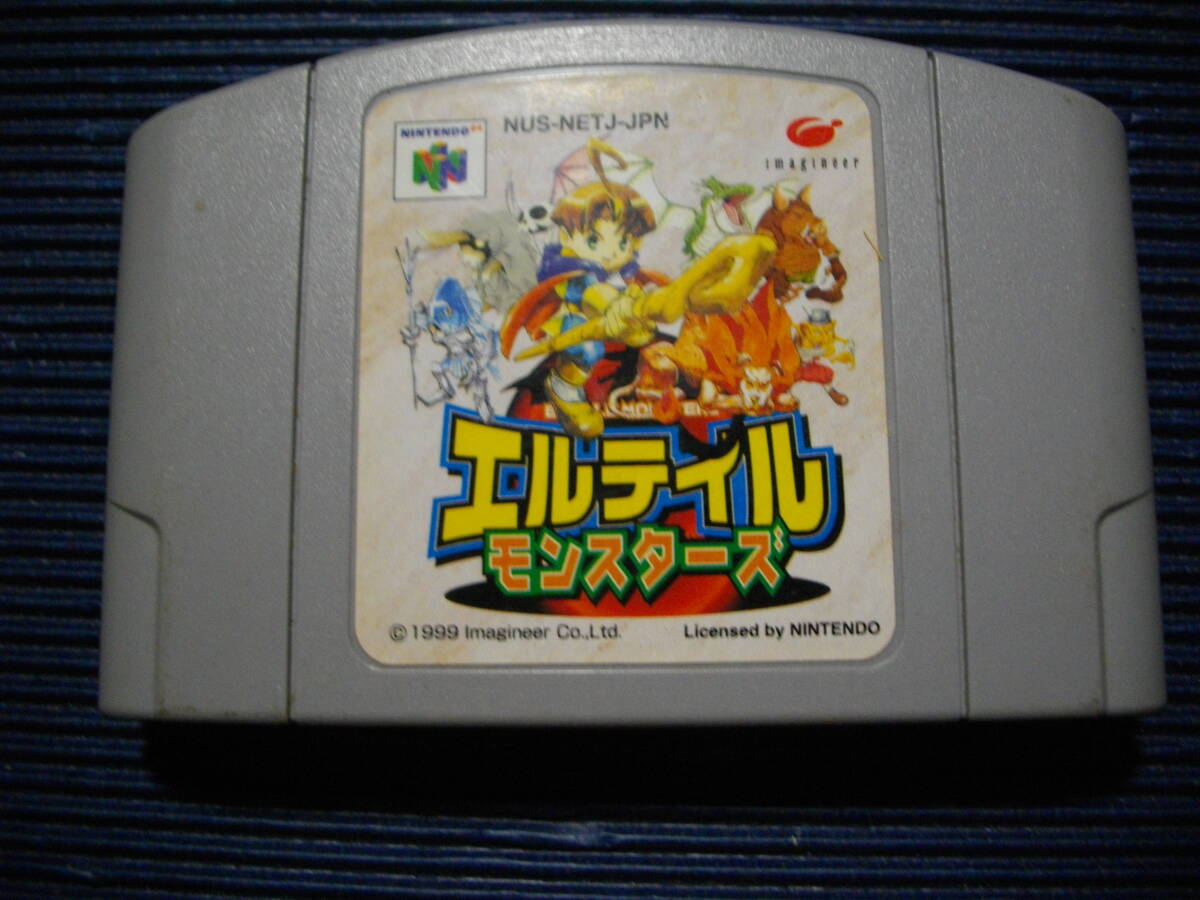 NUS-NETJ-JPN
NINTENDO64
imagineer
エルテイル
モンスターズ
© 1999 Imagineer Co.,Ltd.
Licensed by NINTENDO